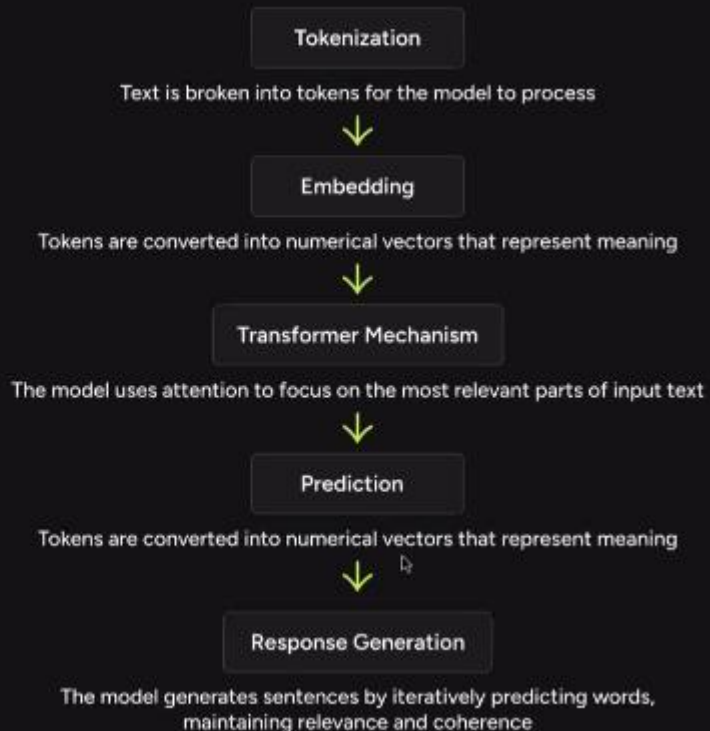 Tokenization
Text is broken into tokens for the model to process
Embedding
Tokens are converted into numerical vectors that represent meaning
Transformer Mechanism
The model uses attention to focus on the most relevant parts of input text
Prediction
Tokens are converted into numerical vectors that represent meaning
Response Generation
The model generates sentences by iteratively predicting words,
maintaining relevance and coherence